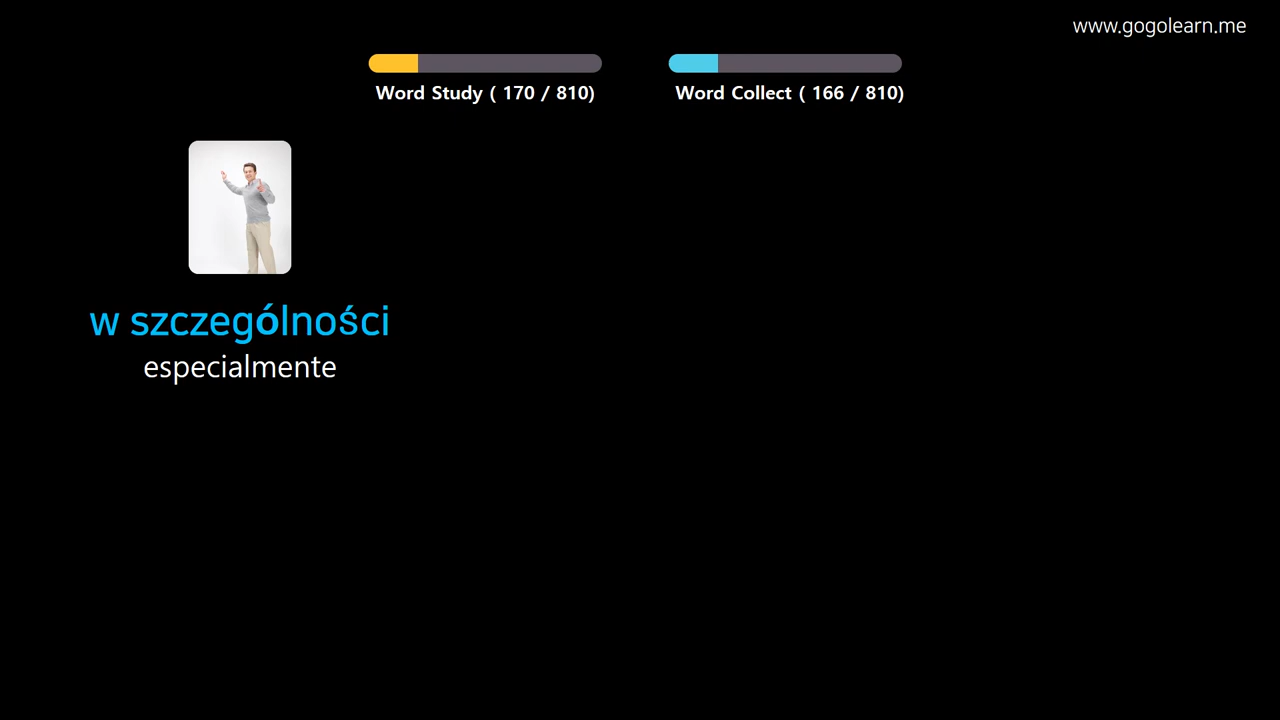 www.gogolearn.me
Word Study ( 170 / 810)
Word Collect ( 166 / 810)
w szczególności
especialmente